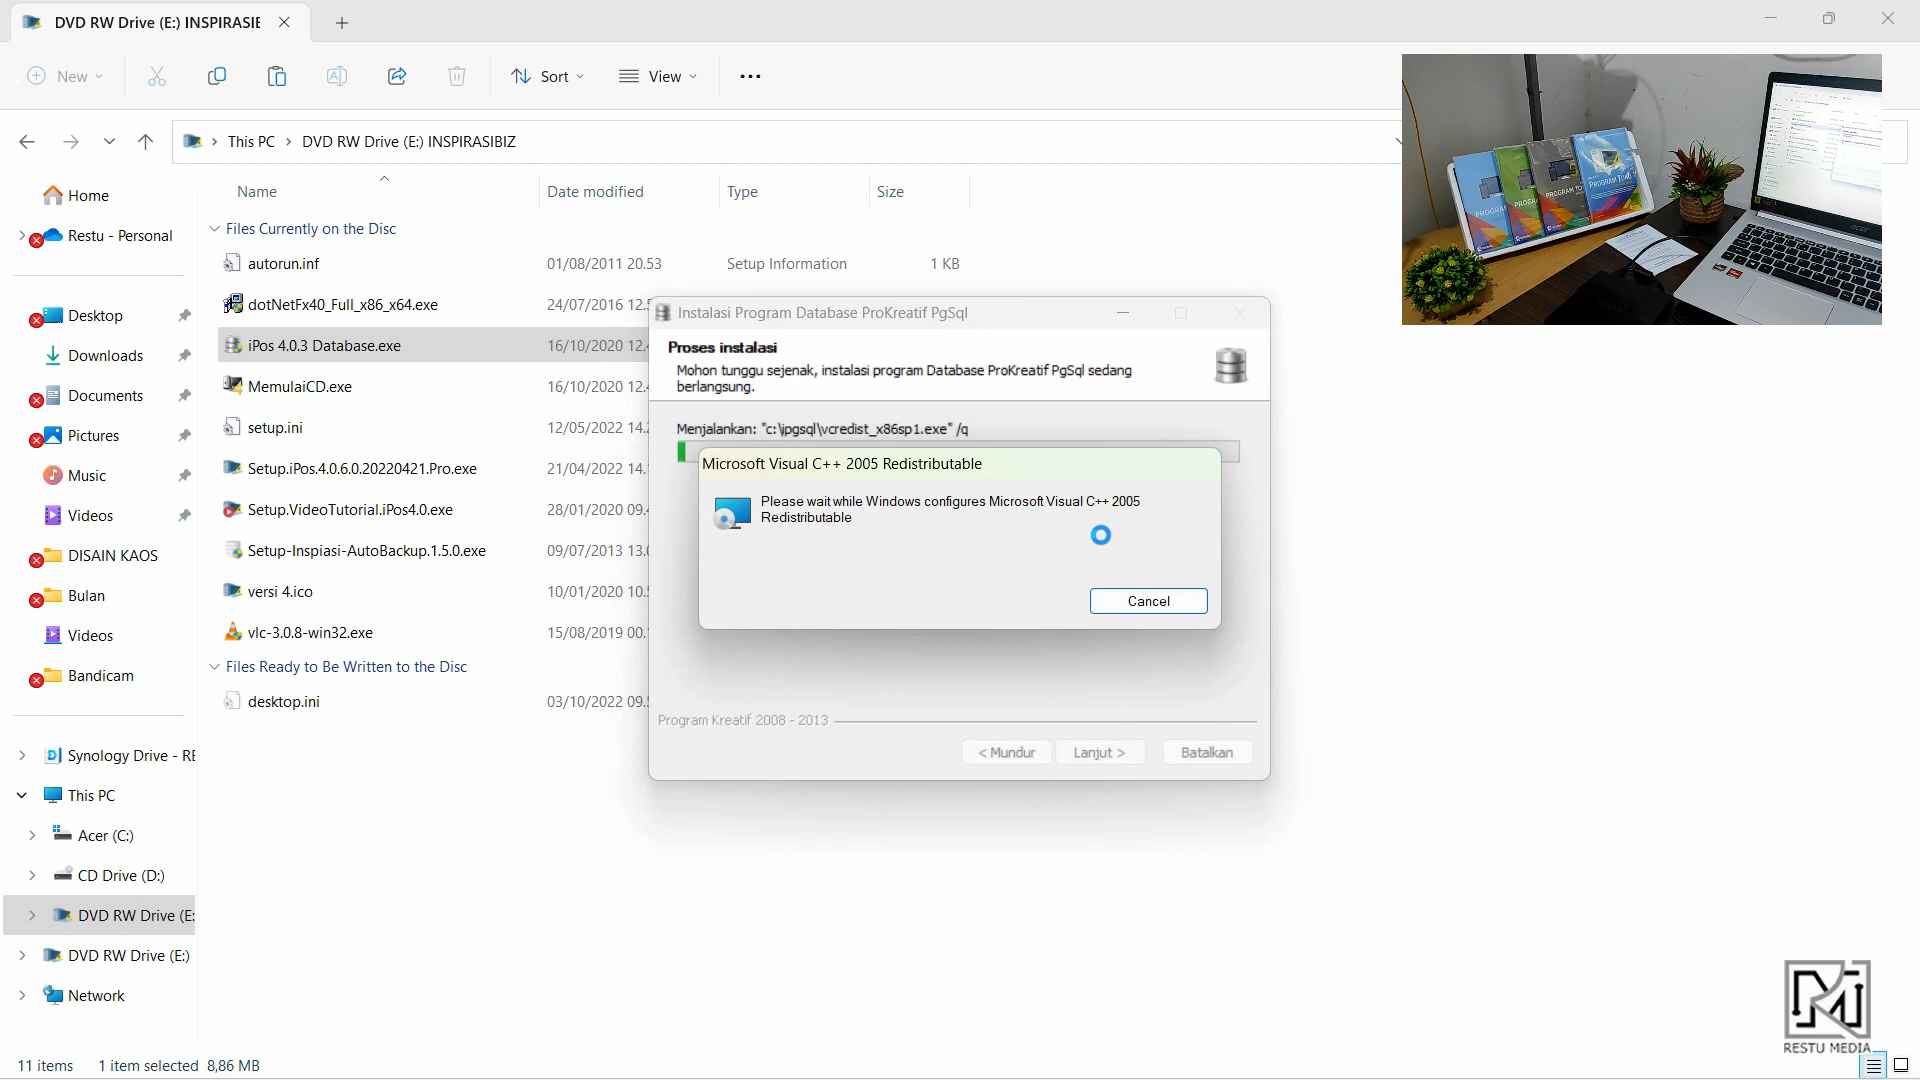 DVD RW Drive (E:) INSPIRASIE
New
Sort
View
This PC
DVD RW Drive (E:) INSPIRASIBIZ
Name
Date modified
Type
Size
Home
Restu - Personal
Desktop
Downloads
Documents
Pictures
Music
Videos
DISAIN KAOS
Bulan
Videos
Bandicam
Synology Drive - RE
This PC
Acer (C:)
CD Drive (D:)
DVD RW Drive (E:
DVD RW Drive (E:)
Network
Files Currently on the Disc
autorun.inf 01/08/2011 20.53 Setup Information 1 KB
dotNetFx40_Full_x86_x64.exe 24/07/2016 12.5
iPos 4.0.3 Database.exe 16/10/2020 12.4
MemulaiCD.exe 16/10/2020 12.4
setup.ini 12/05/2022 14.2
Setup.iPos.4.0.6.0.20220421.Pro.exe 21/04/2022 14.
Setup.VideoTutorial.iPos4.0.exe 28/01/2020 09.4
Setup-Inspiasi-AutoBackup.1.5.0.exe 09/07/2013 13.0
versi 4.ico 10/01/2020 10.5
vlc-3.0.8-win32.exe 15/08/2019 00.
Files Ready to Be Written to the Disc
desktop.ini 03/10/2022 09.5
Instalasi Program Database ProKreatif PgSql
Proses instalasi
Mohon tunggu sejenak, instalasi program Database ProKreatif PgSql sedang
berlangsung.
Menjalankan: "c:\ipgsql\vcredist_x86sp1.exe" /q
Microsoft Visual C++ 2005 Redistributable
Please wait while Windows configures Microsoft Visual C++ 2005
Redistributable
Cancel
Program Kreatif 2008 - 2013
< Mundur
Lanjut >
Batalkan
PROGRAM TOKO
RESTU MEDIA
11 items
1 item selected 8,86 MB